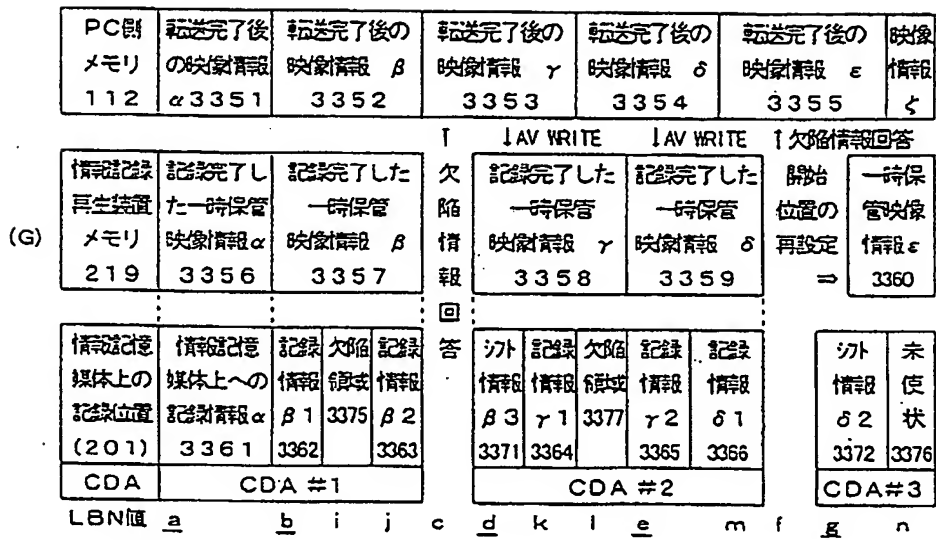 PC側 転送完了後 転送完了後の 転送完了後の 転送完了後の 転送完了後の 映像
メモリ の映像情報 映像情報 β 映像情報 γ 映像情報 δ 映像情報 ε 情報
112 α3351 3352 3353 3354 3355 ζ
↑ ↓AV WRITE ↓AV WRITE ↑欠陥情報回答
(G)
情報記録 記録完了し 記録完了した 欠 記録完了した 記録完了した 開始 一時保
再生装置 た一時保管 一時保管 陥 一時保管 一時保管 位置の 管映像
メモリ 映像情報α 映像情報 β 情 映像情報 γ 映像情報 δ 再設定 情報ε
219 3356 3357 報 3358 3359 ⇒ 3360
回
情報記憶 情報記憶 記録 欠陥 記録 答 シフト 記録 欠陥 記録 記録 シフト 未
媒体上の 媒体上への 情報 領域 情報 情報 情報 領域 情報 情報 情報 使
記録位置 記録情報α β1 3375 β2 β3 γ1 3377 γ2 δ1 δ2 状
(201) 3361 3362 3363 3371 3364 3365 3366 3372 3376
CDA CDA #1 CDA #2 CDA#3
LBN値 a b i j c d k l e m f g n